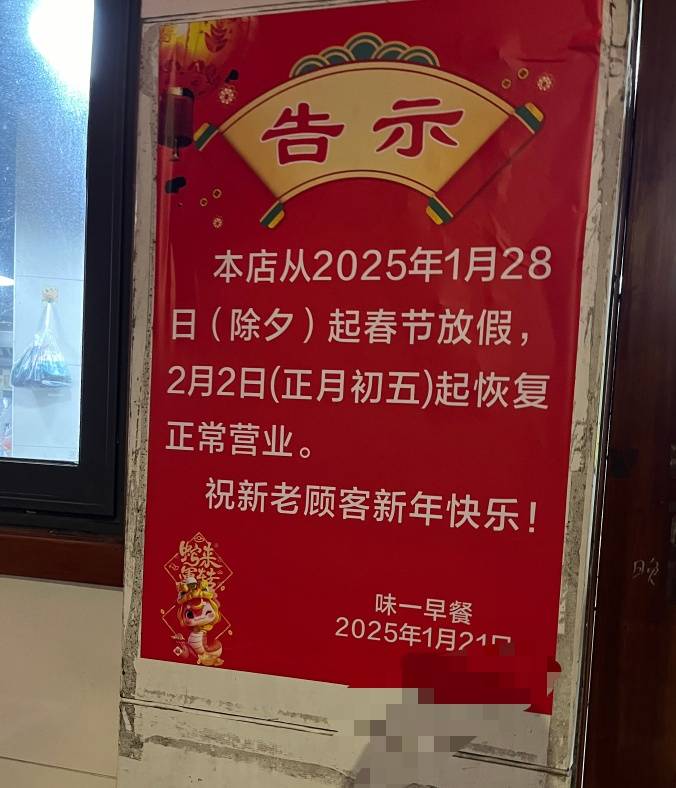 告示
本店从2025年1月28
日（除夕）起春节放假，
2月2日(正月初五)起恢复
正常营业。
祝新老顾客新年快乐！
味一早餐
2025年1月21日